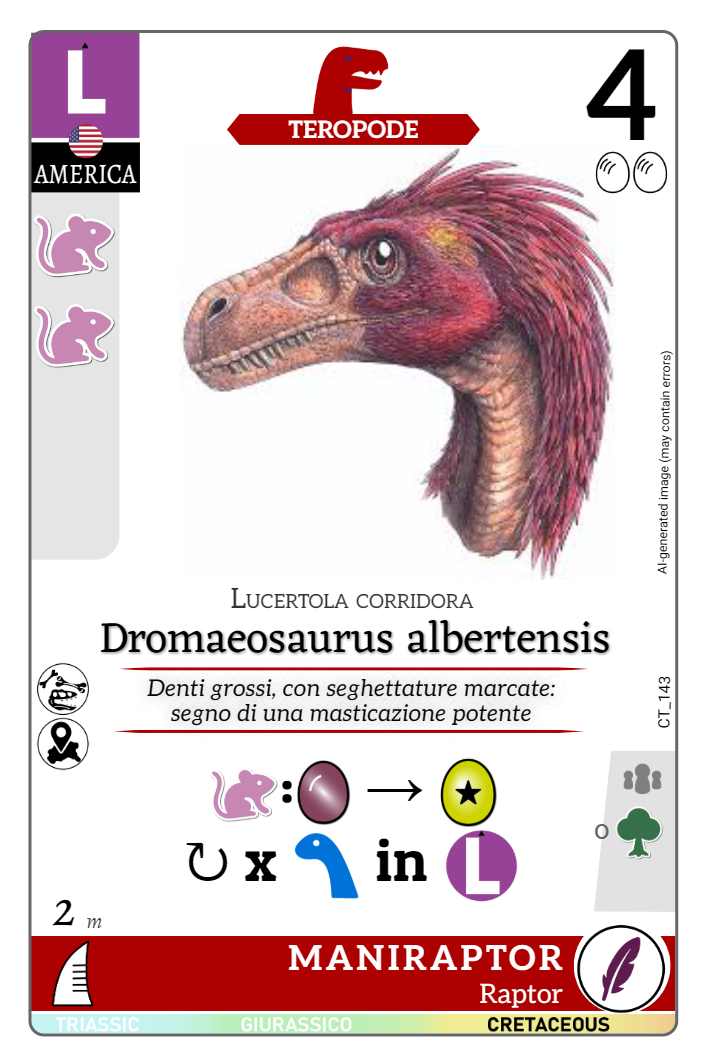 L
AMERICA
TEROPODE
4
AI-generated image (may contain errors)
LUCERTOLA CORRIDORA
Dromaeosaurus albertensis
Denti grossi, con seghettature marcate:
segno di una masticazione potente
CT_143
:
→
o
↻ x in L
2 m
MANIRAPTOR
Raptor
TRIASSIC GIURASSICO CRETACEOUS